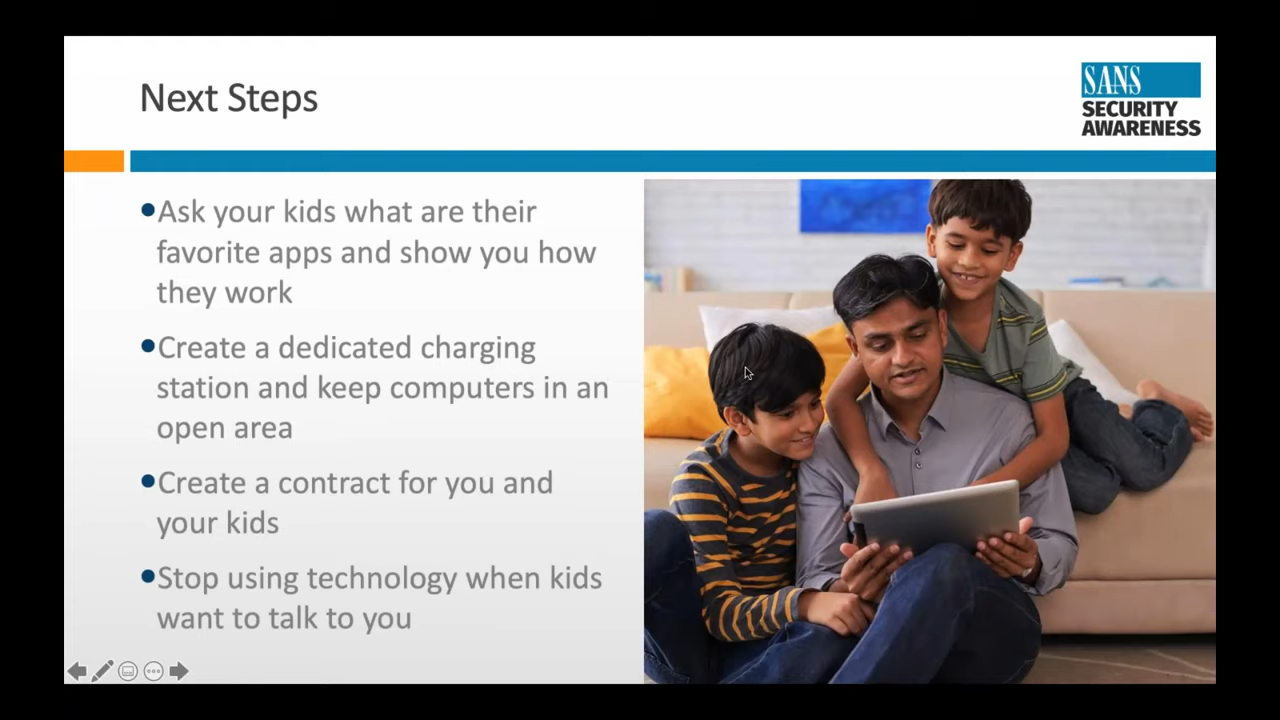 Next Steps
SANS
SECURITY
AWARENESS
•Ask your kids what are their
favorite apps and show you how
they work
•Create a dedicated charging
station and keep computers in an
open area
•Create a contract for you and
your kids
•Stop using technology when kids
want to talk to you